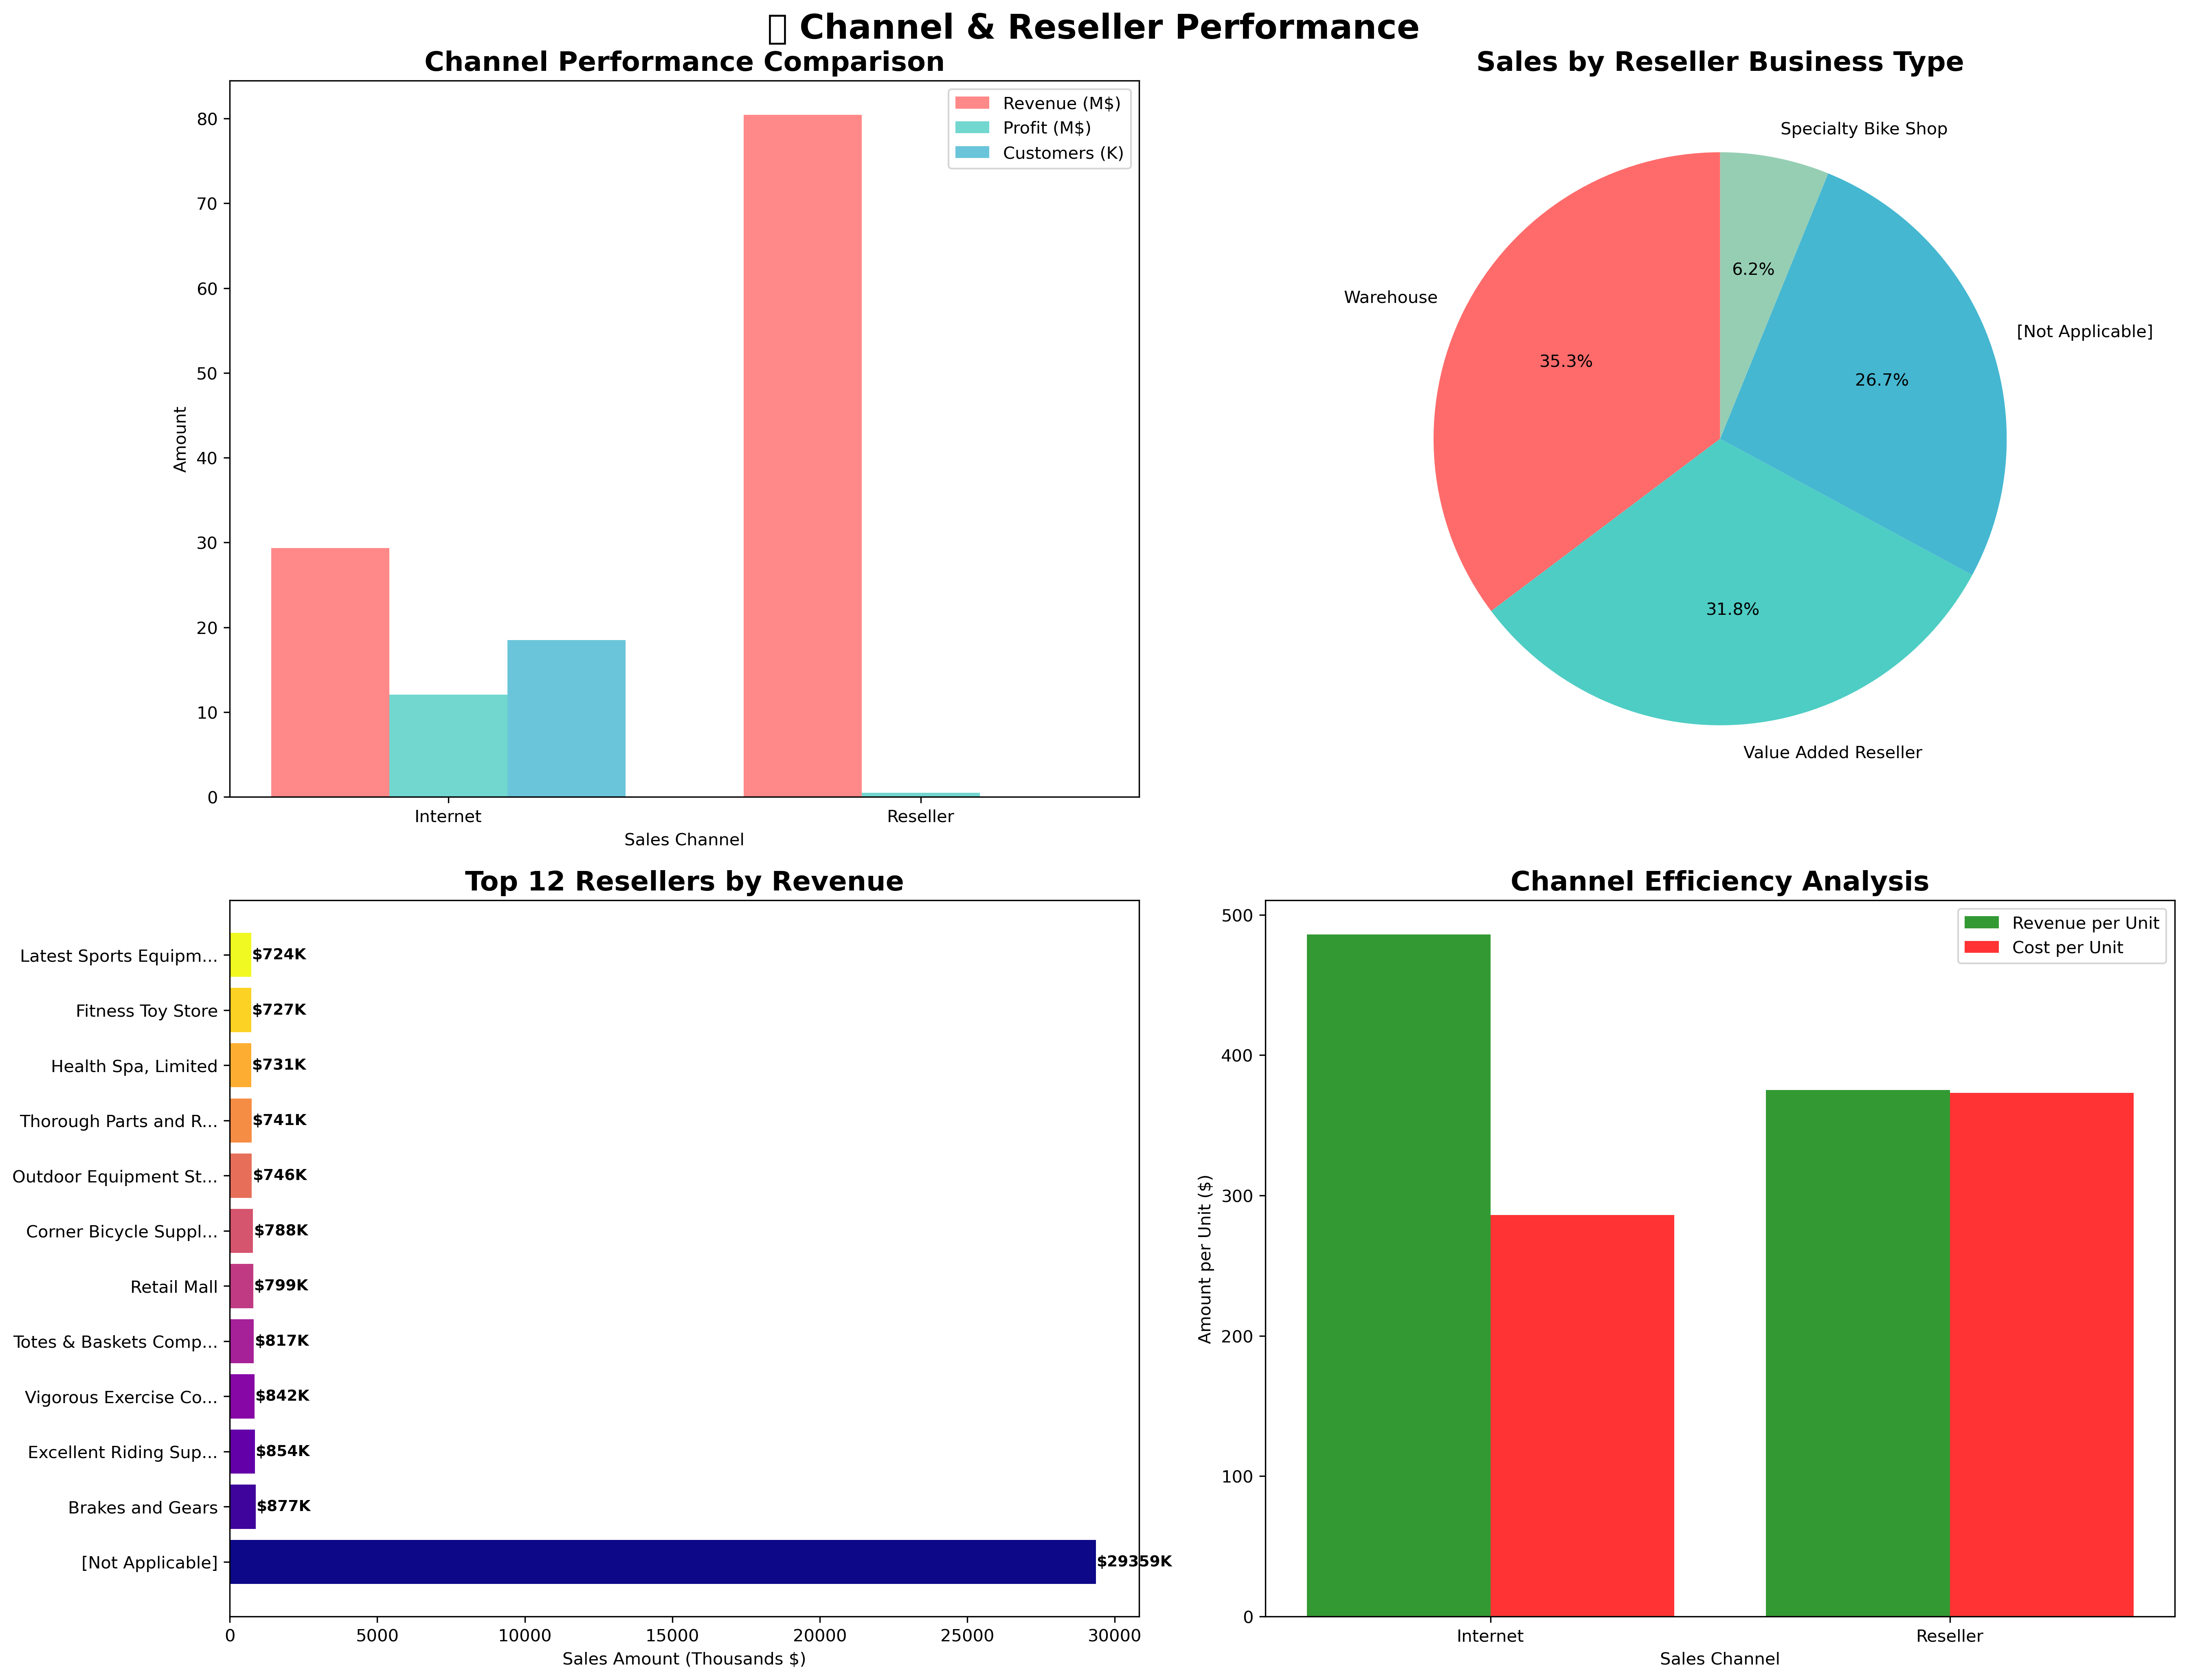 Channel & Reseller Performance
Channel Performance Comparison
Revenue (M$)
Profit (M$)
Customers (K)
Amount
80
70
60
50
40
30
20
10
0
Internet
Reseller
Sales Channel
Sales by Reseller Business Type
Specialty Bike Shop
6.2%
Warehouse
35.3%
[Not Applicable]
26.7%
31.8%
Value Added Reseller
Top 12 Resellers by Revenue
Latest Sports Equipm... $724K
Fitness Toy Store $727K
Health Spa, Limited $731K
Thorough Parts and R... $741K
Outdoor Equipment St... $746K
Corner Bicycle Suppl... $788K
Retail Mall $799K
Totes & Baskets Comp... $817K
Vigorous Exercise Co... $842K
Excellent Riding Sup... $854K
Brakes and Gears $877K
[Not Applicable] $29359K
0 5000 10000 15000 20000 25000 30000
Sales Amount (Thousands $)
Channel Efficiency Analysis
Revenue per Unit
Cost per Unit
Amount per Unit ($)
500
400
300
200
100
0
Internet
Reseller
Sales Channel